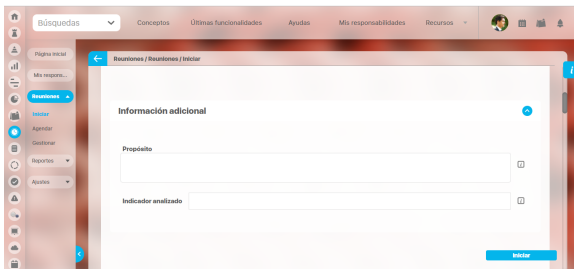 Búsquedas
Conceptos
Últimas funcionalidades
Ayudas
Mis responsabilidades
Recursos
Página inicial
Mis respons...
Reuniones
Iniciar
Agendar
Gestionar
Reportes
Ajustes
Reuniones / Reuniones / Iniciar
Información adicional
Propósito
Indicador analizado
Iniciar